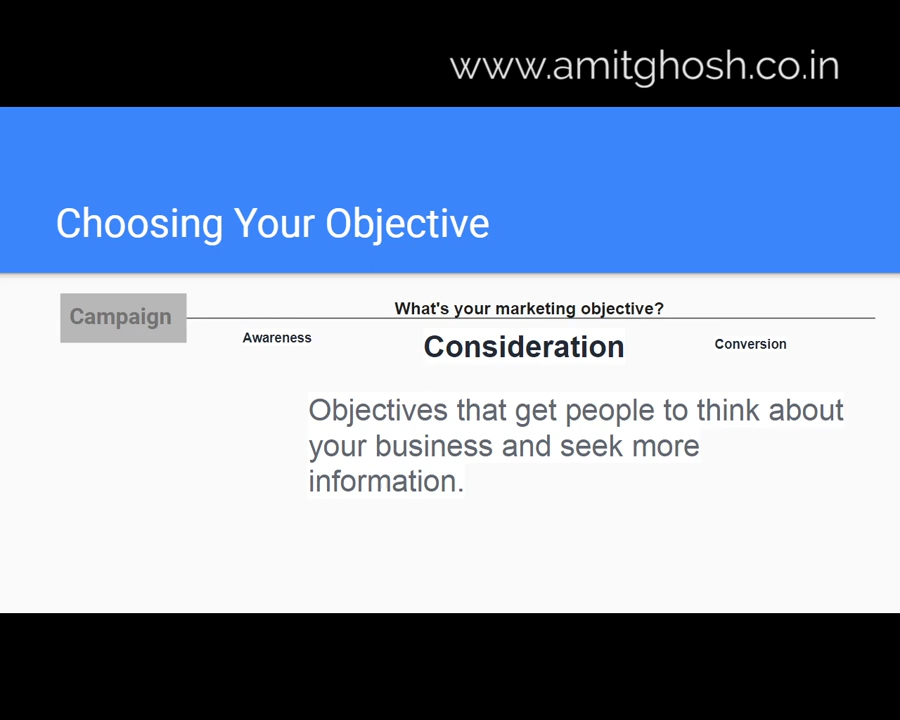 www.amitghosh.co.in
Choosing Your Objective
Campaign
What's your marketing objective?
Awareness
Consideration
Conversion
Objectives that get people to think about
your business and seek more
information.